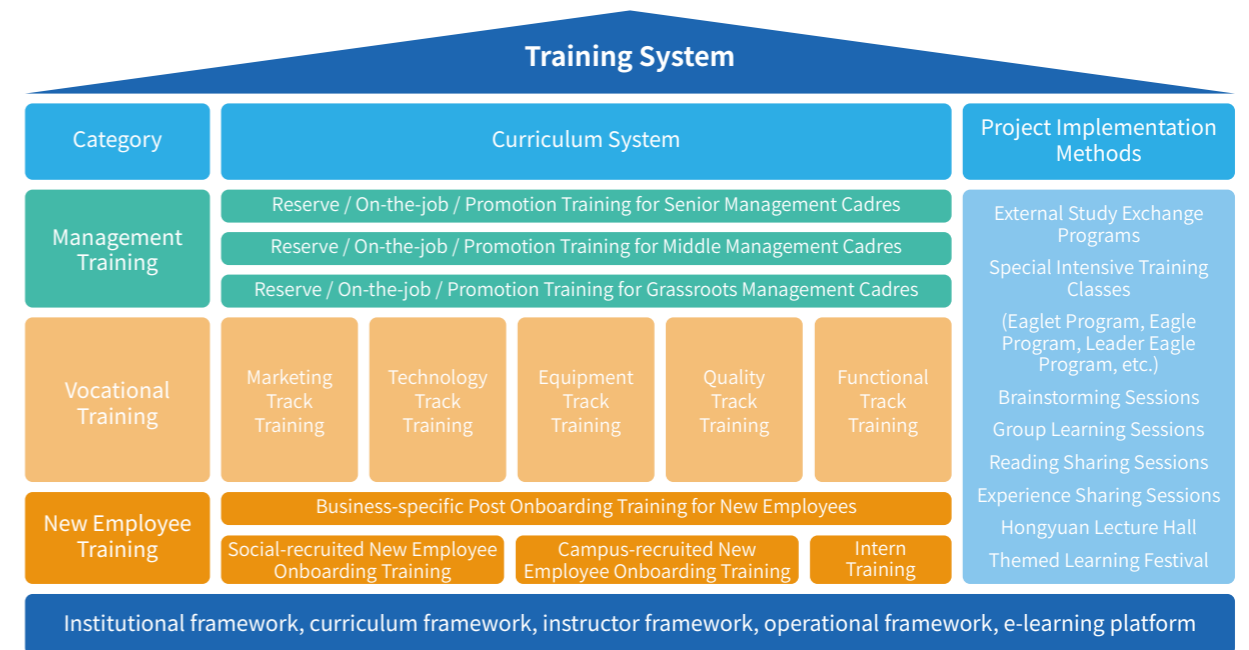 Training System
Category
Curriculum System
Project Implementation
Methods
Management
Training
Reserve / On-the-job / Promotion Training for Senior Management Cadres
Reserve / On-the-job / Promotion Training for Middle Management Cadres
Reserve / On-the-job / Promotion Training for Grassroots Management Cadres
Vocational
Training
Marketing
Track
Training
Technology
Track
Training
Equipment
Track
Training
Quality
Track
Training
Functional
Track
Training
New Employee
Training
Business-specific Post Onboarding Training for New Employees
Social-recruited New Employee
Onboarding Training
Campus-recruited New
Employee Onboarding Training
Intern
Training
External Study Exchange
Programs
Special Intensive Training
Classes
(Eaglet Program, Eagle
Program, Leader Eagle
Program, etc.)
Brainstorming Sessions
Group Learning Sessions
Reading Sharing Sessions
Experience Sharing Sessions
Hongyuan Lecture Hall
Themed Learning Festival
Institutional framework, curriculum framework, instructor framework, operational framework, e-learning platform